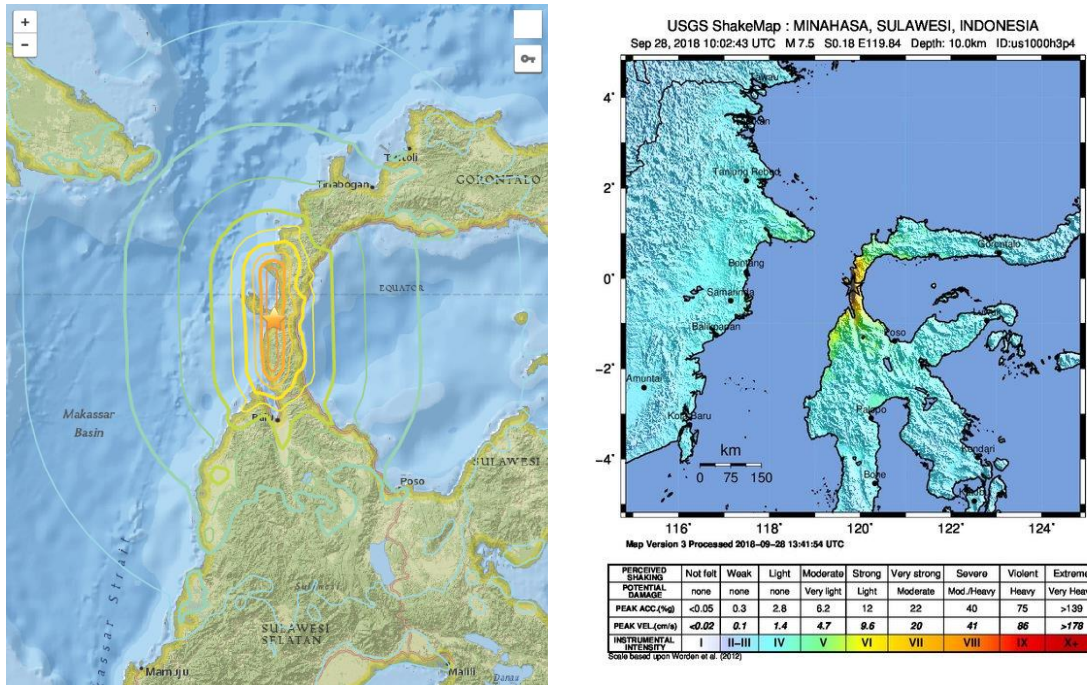 +
−
Tinabogan
GORONTALO
EQUATOR
Makassar
Basin
SULAWESI
Poso
Strait
SULAWESI
SELATAN
Mamuju
Malili
Danau
USGS ShakeMap : MINAHASA, SULAWESI, INDONESIA
Sep 28, 2018 10:02:43 UTC M 7.5 S0.18 E119.84 Depth: 10.0km ID:us1000h3p4
4°
Tanjung Redeb
2°
Gorontalo
Bontang
0°
Samarinda
Luwuk
Balikpapan
Poso
−2°
Amuntai
Palopo
Kota Baru
Kendari
km
−4°
0 75 150
Bone
116°
118°
120°
122°
124°
Map Version 3 Processed 2018−09−28 13:41:54 UTC
PERCEIVED SHAKING Not felt Weak Light Moderate Strong Very strong Severe Violent Extreme
POTENTIAL DAMAGE none none none Very light Light Moderate Mod./Heavy Heavy Very Heav
PEAK ACC.(%g) <0.05 0.3 2.8 6.2 12 22 40 75 >139
PEAK VEL.(cm/s) <0.02 0.1 1.4 4.7 9.6 20 41 86 >178
INSTRUMENTAL INTENSITY I II−III IV V VI VII VIII IX X+
Scale based upon Worden et al. (2012)